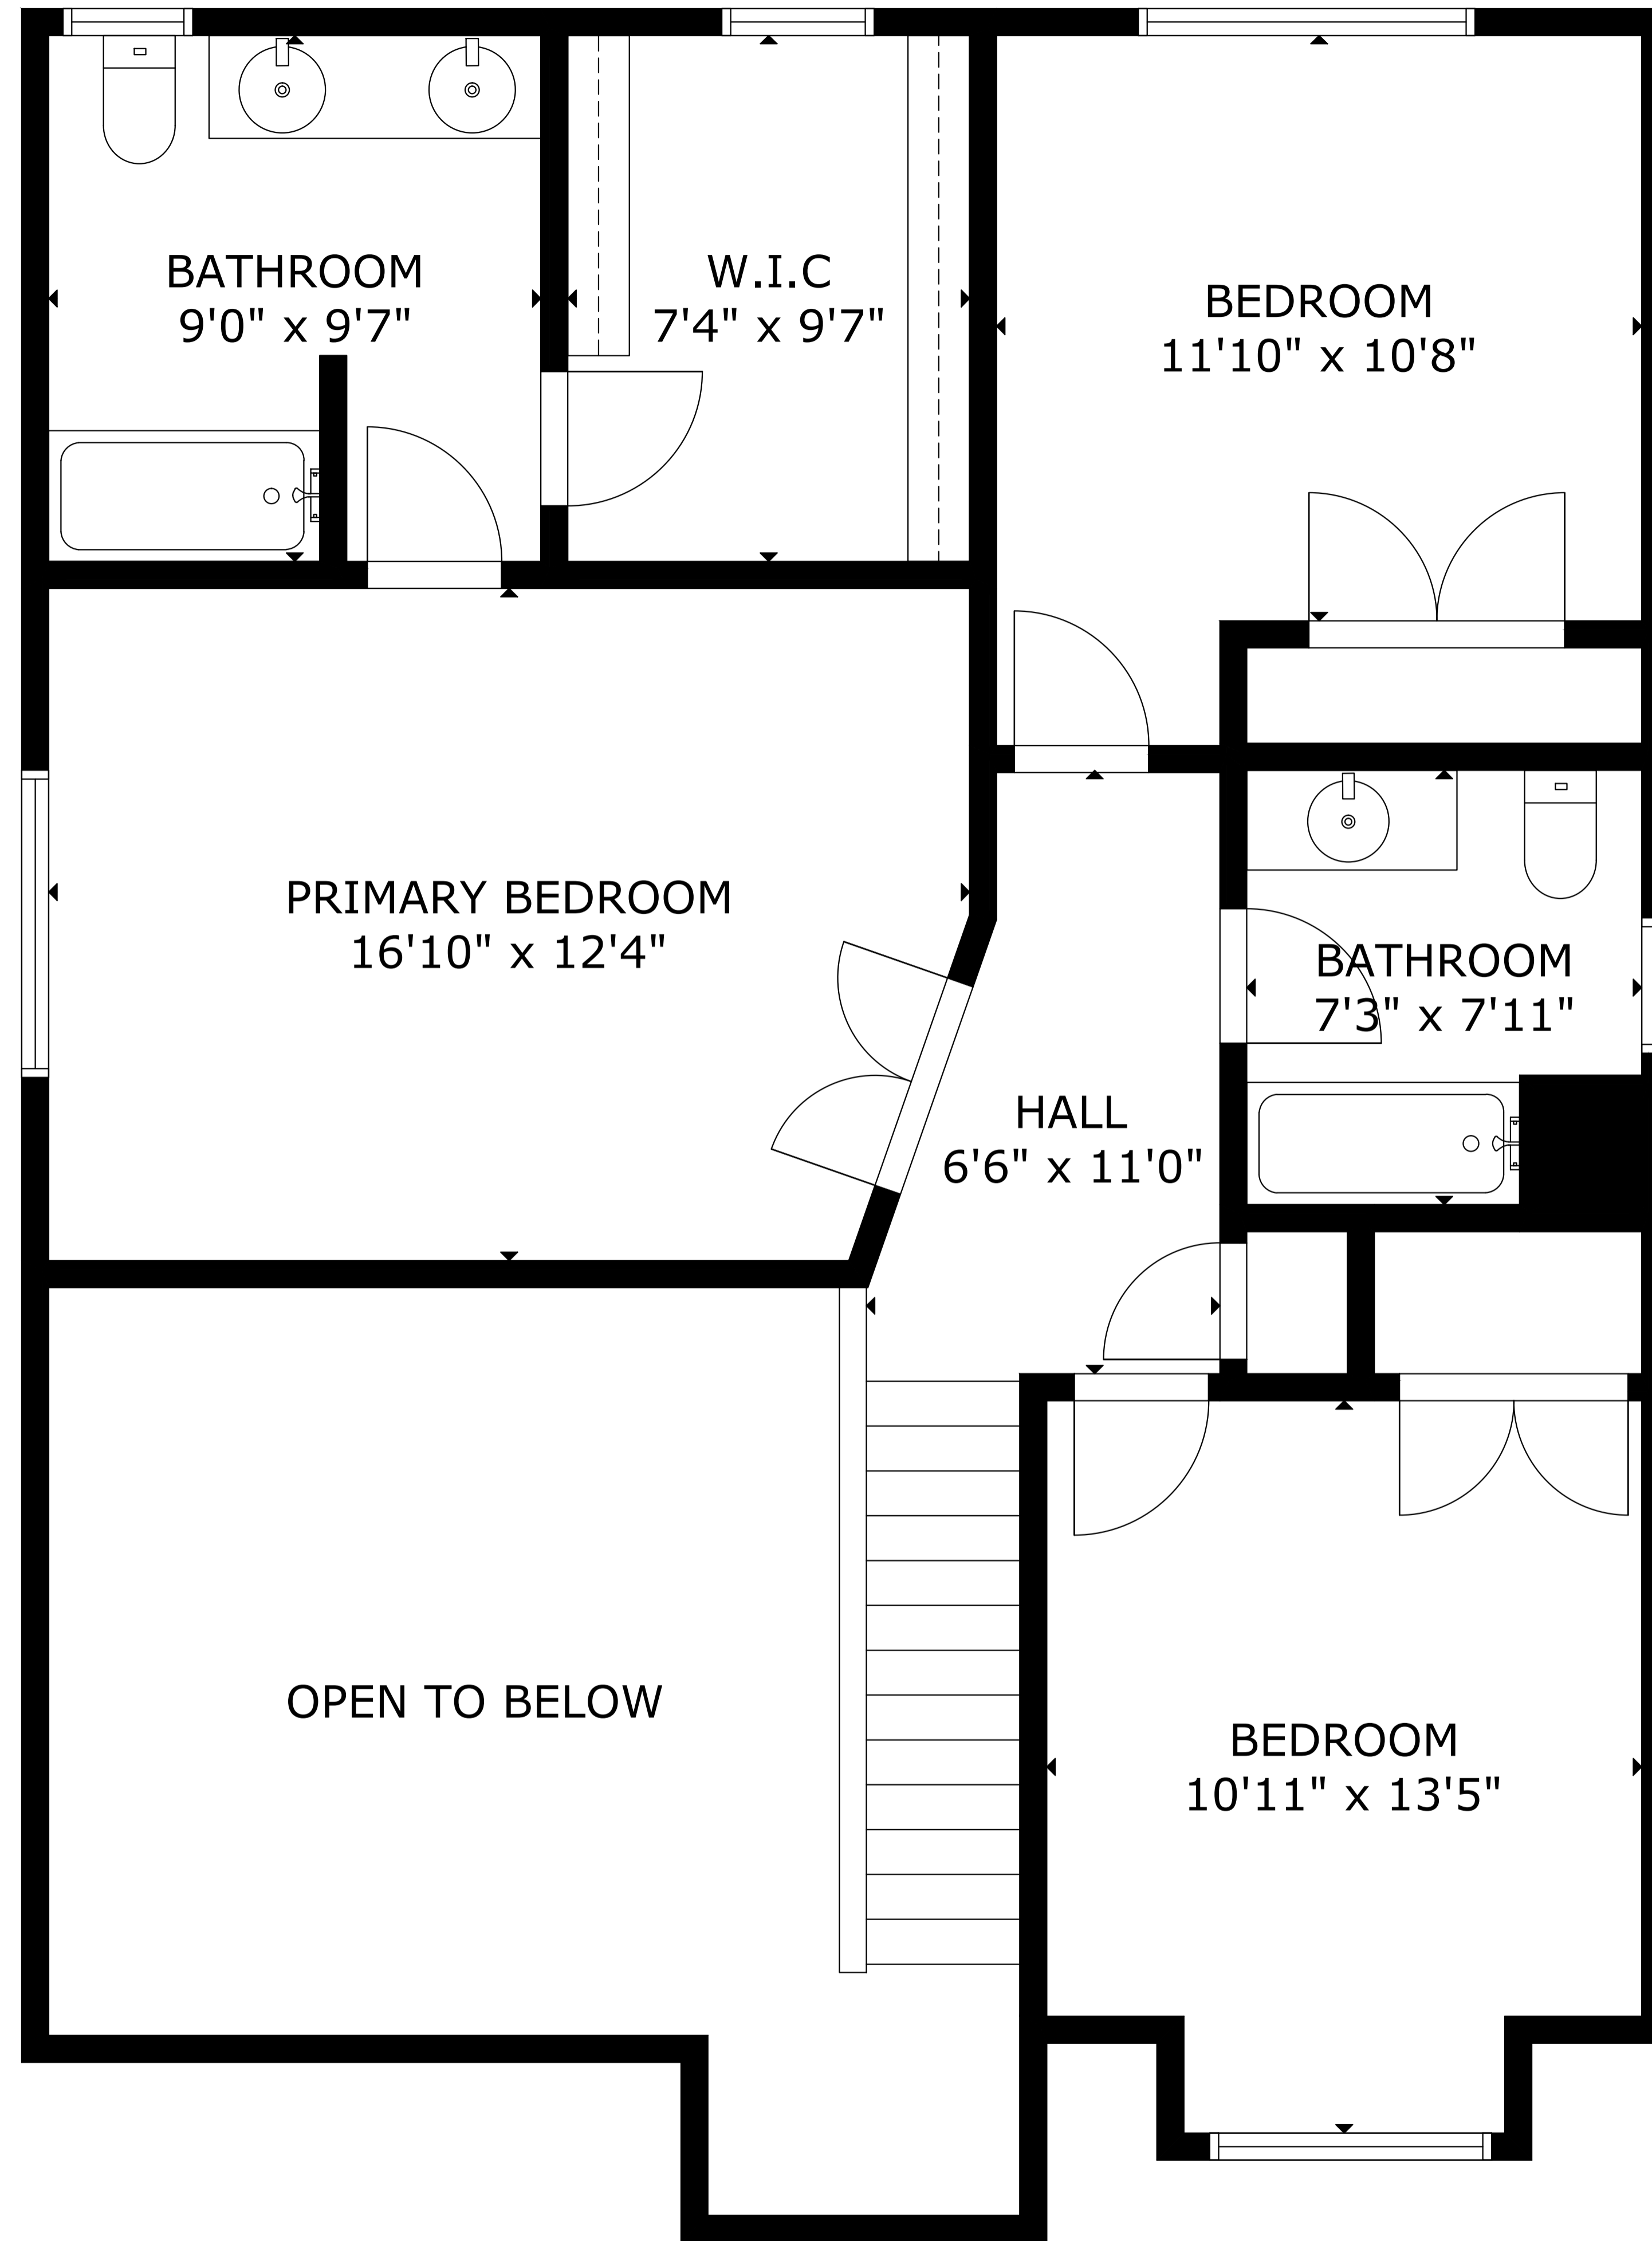 BATHROOM
9'0" x 9'7"
W.I.C
7'4" x 9'7"
BEDROOM
11'10" x 10'8"
PRIMARY BEDROOM
16'10" x 12'4"
BATHROOM
7'3" x 7'11"
HALL
6'6" x 11'0"
OPEN TO BELOW
BEDROOM
10'11" x 13'5"